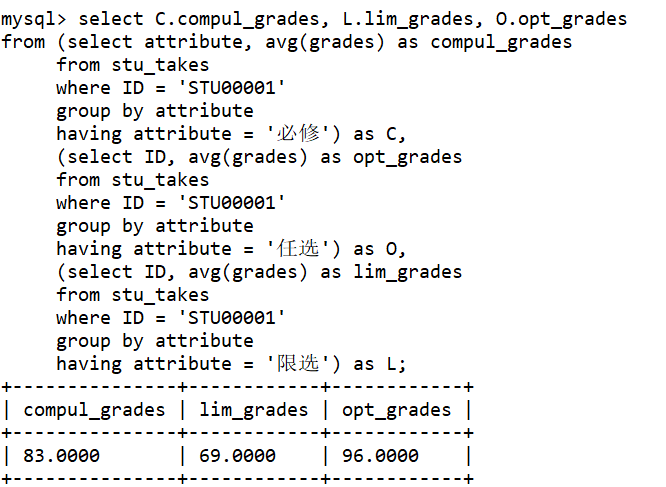 mysql> select C.compul_grades, L.lim_grades, O.opt_grades
from (select attribute, avg(grades) as compul_grades
     from stu_takes
     where ID = 'STU00001'
     group by attribute
     having attribute = '必修') as C,
     (select ID, avg(grades) as opt_grades
     from stu_takes
     where ID = 'STU00001'
     group by attribute
     having attribute = '任选') as O,
     (select ID, avg(grades) as lim_grades
     from stu_takes
     where ID = 'STU00001'
     group by attribute
     having attribute = '限选') as L;
+---------------+------------+------------+
| compul_grades | lim_grades | opt_grades |
+---------------+------------+------------+
| 83.0000       | 69.0000    | 96.0000    |
+---------------+------------+------------+